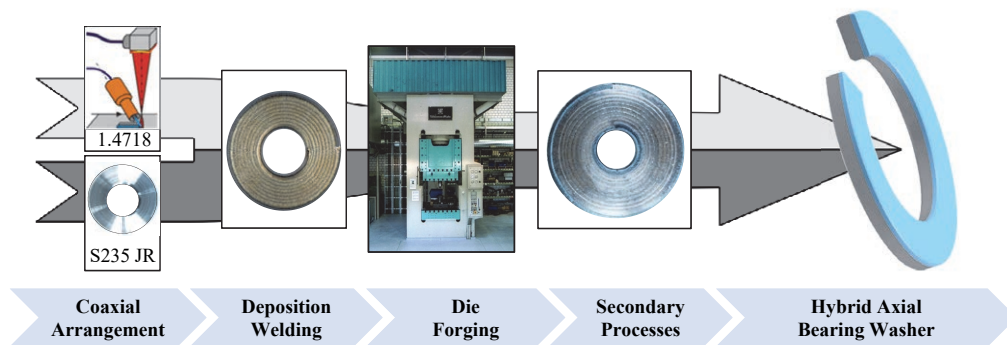 1.4718
S235 JR
Coaxial
Arrangement
Deposition
Welding
Die
Forging
Secondary
Processes
Hybrid Axial
Bearing Washer